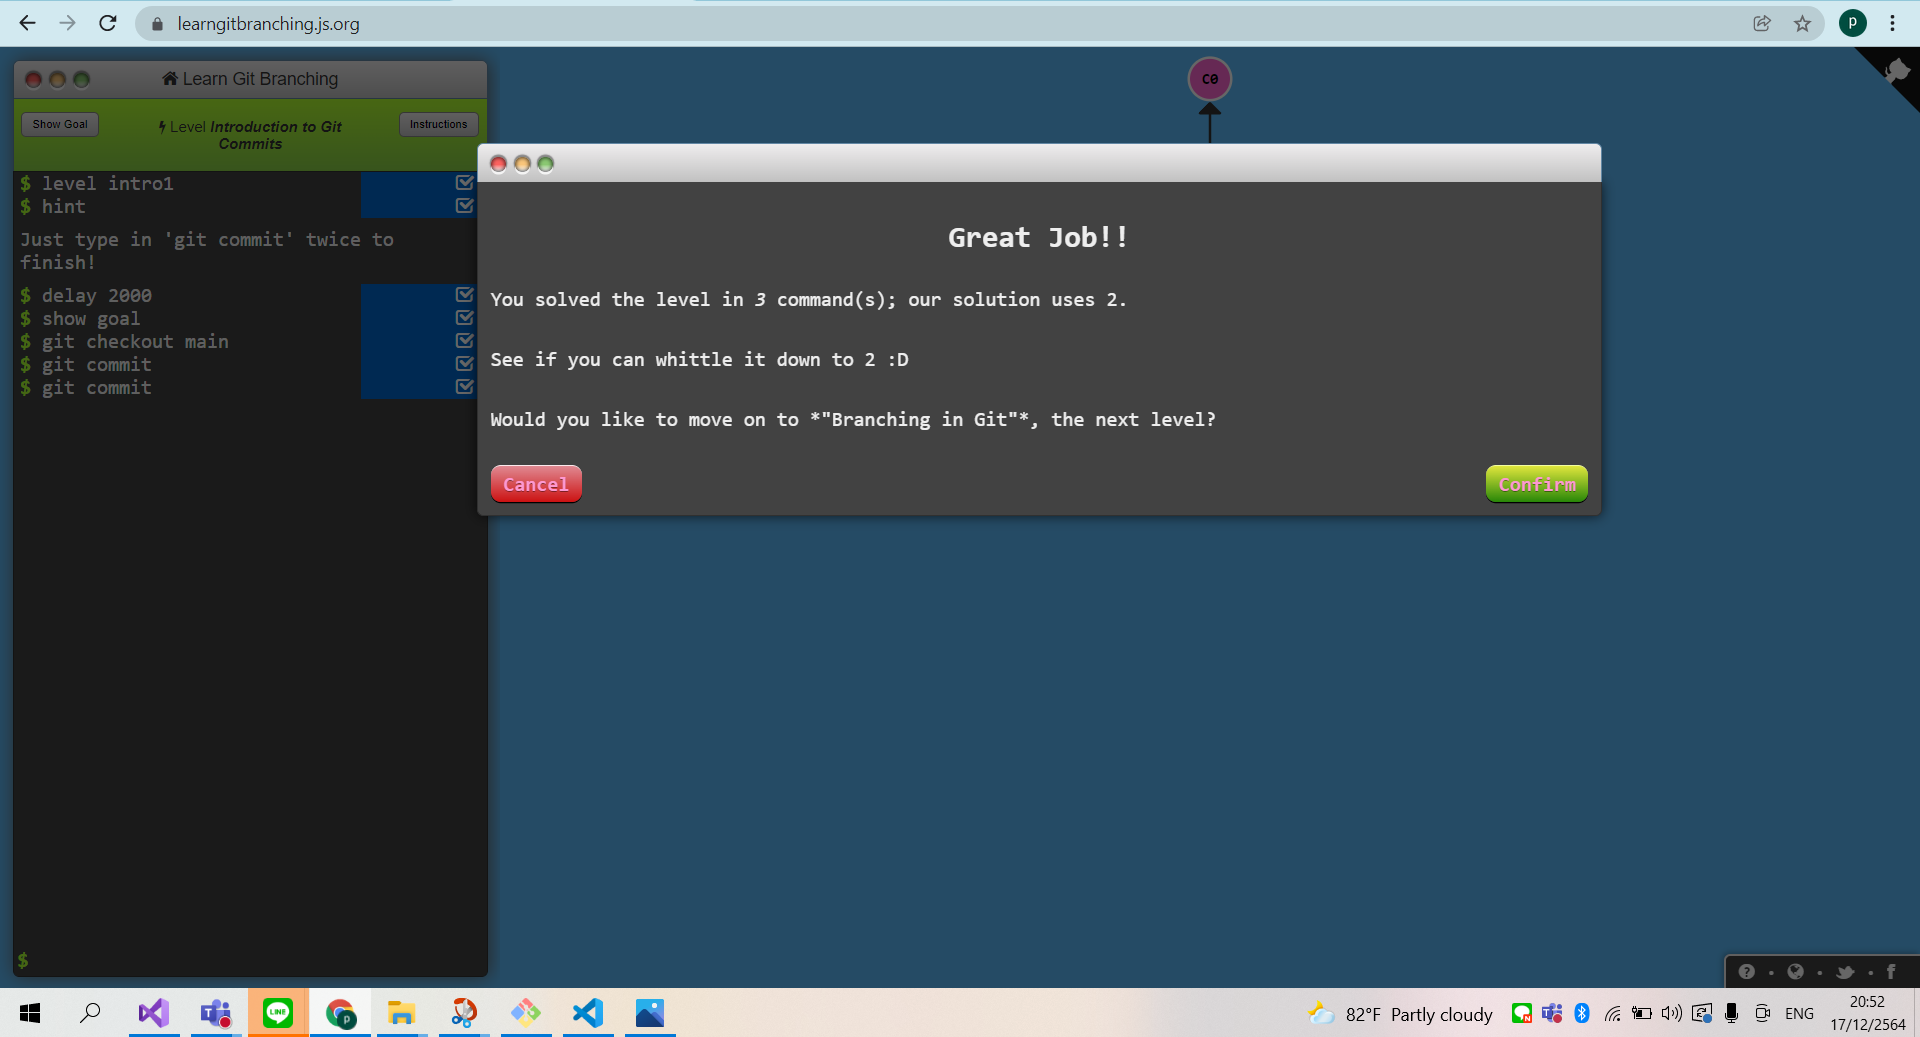 learngitbranching.js.org
P
Learn Git Branching
Show Goal
Level Introduction to Git
Commits
Instructions
C0
$ level intro1
$ hint
Just type in 'git commit' twice to
finish!
$ delay 2000
$ show goal
$ git checkout main
$ git commit
$ git commit
$
Great Job!!
You solved the level in 3 command(s); our solution uses 2.
See if you can whittle it down to 2 :D
Would you like to move on to *"Branching in Git"*, the next level?
Cancel
Confirm
LINE
P
82°F Partly cloudy
ENG
20:52
17/12/2564